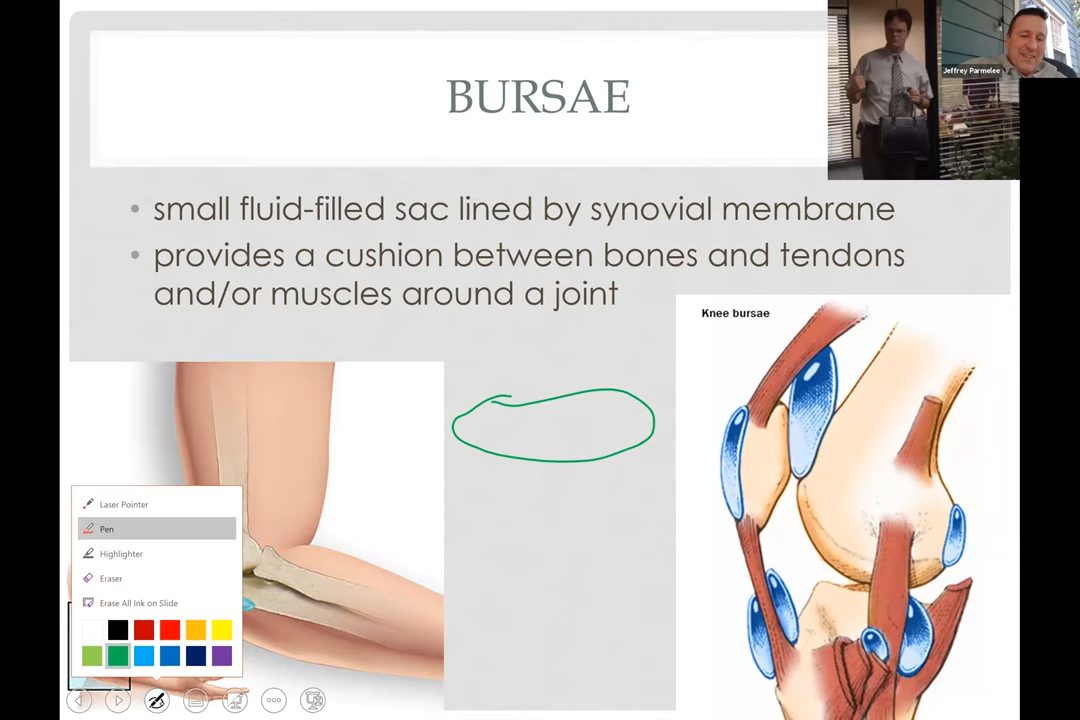 BURSAE
Jeffrey Parmelee
• small fluid-filled sac lined by synovial membrane
• provides a cushion between bones and tendons
and/or muscles around a joint
Knee bursae
Laser Pointer
Pen
Highlighter
Eraser
Erase All Ink on Slide